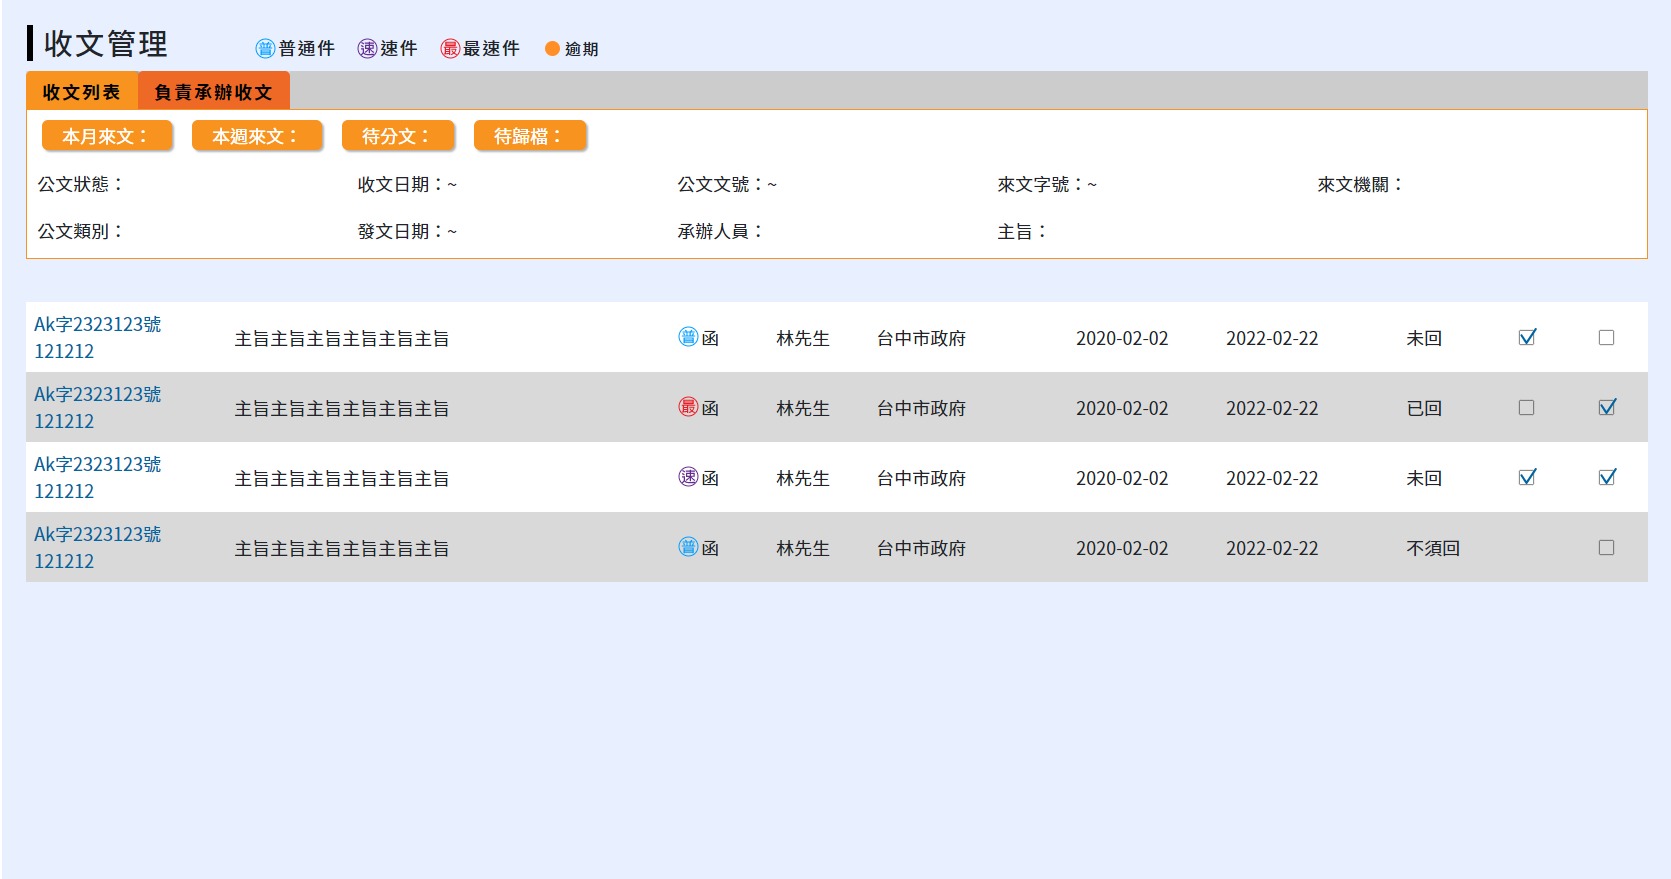 收文管理 普普通件 速速件 最最速件 逾期
收文列表 負責承辦收文
本月來文： 本週來文： 待分文： 待歸檔：
公文狀態： 收文日期：~ 公文文號：~ 來文字號：~ 來文機關：
公文類別： 發文日期：~ 承辦人員： 主旨：
Ak字2323123號
121212 主旨主旨主旨主旨主旨主旨 普函 林先生 台中市政府 2020-02-02 2022-02-22 未回
Ak字2323123號
121212 主旨主旨主旨主旨主旨主旨 最函 林先生 台中市政府 2020-02-02 2022-02-22 已回
Ak字2323123號
121212 主旨主旨主旨主旨主旨主旨 速函 林先生 台中市政府 2020-02-02 2022-02-22 未回
Ak字2323123號
121212 主旨主旨主旨主旨主旨主旨 普函 林先生 台中市政府 2020-02-02 2022-02-22 不須回